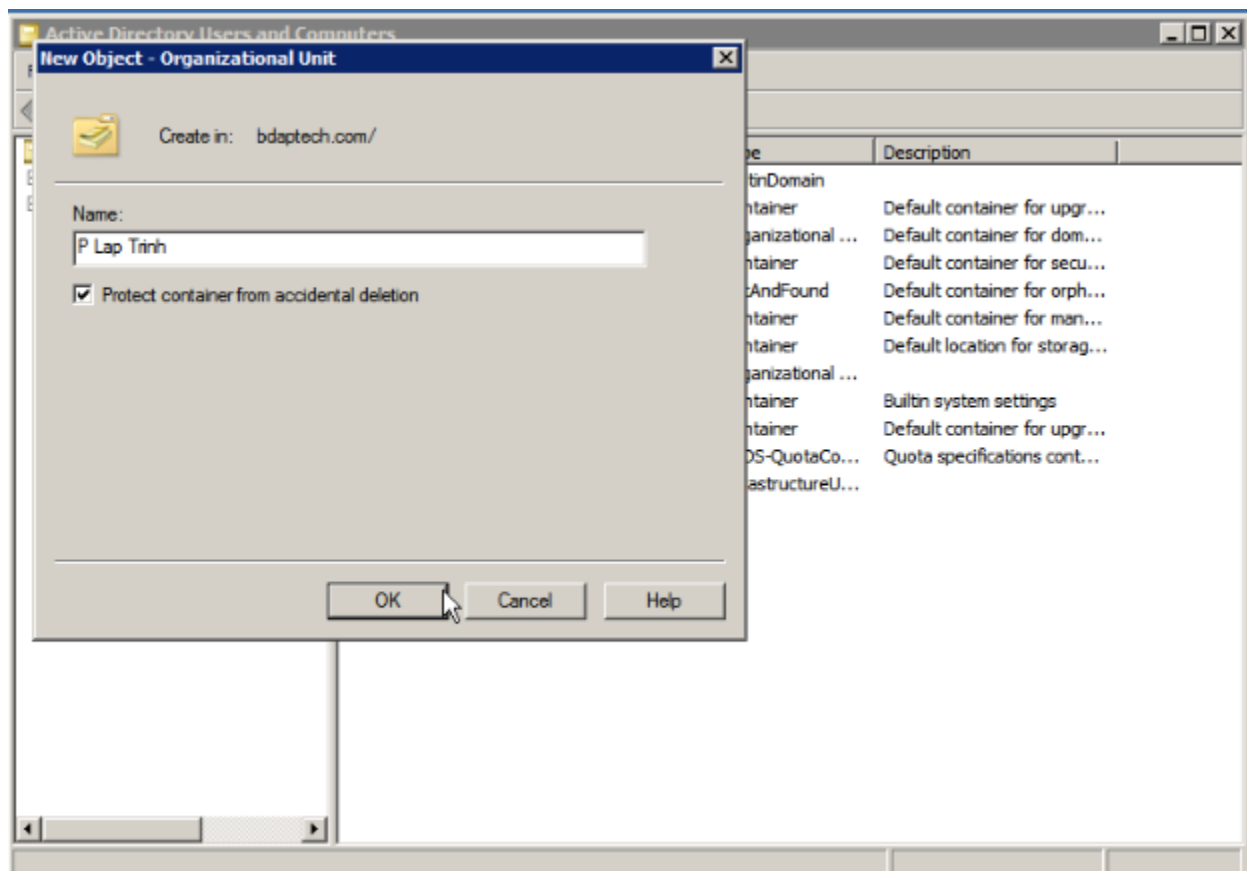 Active Directory Users and Computers
New Object - Organizational Unit
Create in: bdaptech.com/
Name:
P Lap Trinh
Protect container from accidental deletion
OK Cancel Help
Description
tinDomain
ntainer Default container for upgr...
ganizational ... Default container for dom...
ntainer Default container for secu...
tAndFound Default container for orph...
ntainer Default container for man...
ntainer Default location for storag...
ganizational ...
ntainer Builtin system settings
ntainer Default container for upgr...
DS-QuotaCo... Quota specifications cont...
astructureU...